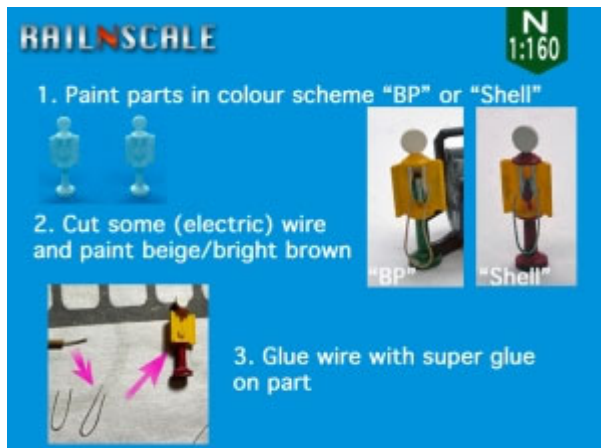 RAILNSCALE
N
1:160
1. Paint parts in colour scheme “BP” or “Shell”
2. Cut some (electric) wire
and paint beige/bright brown
“BP”
“Shell”
3. Glue wire with super glue
on part